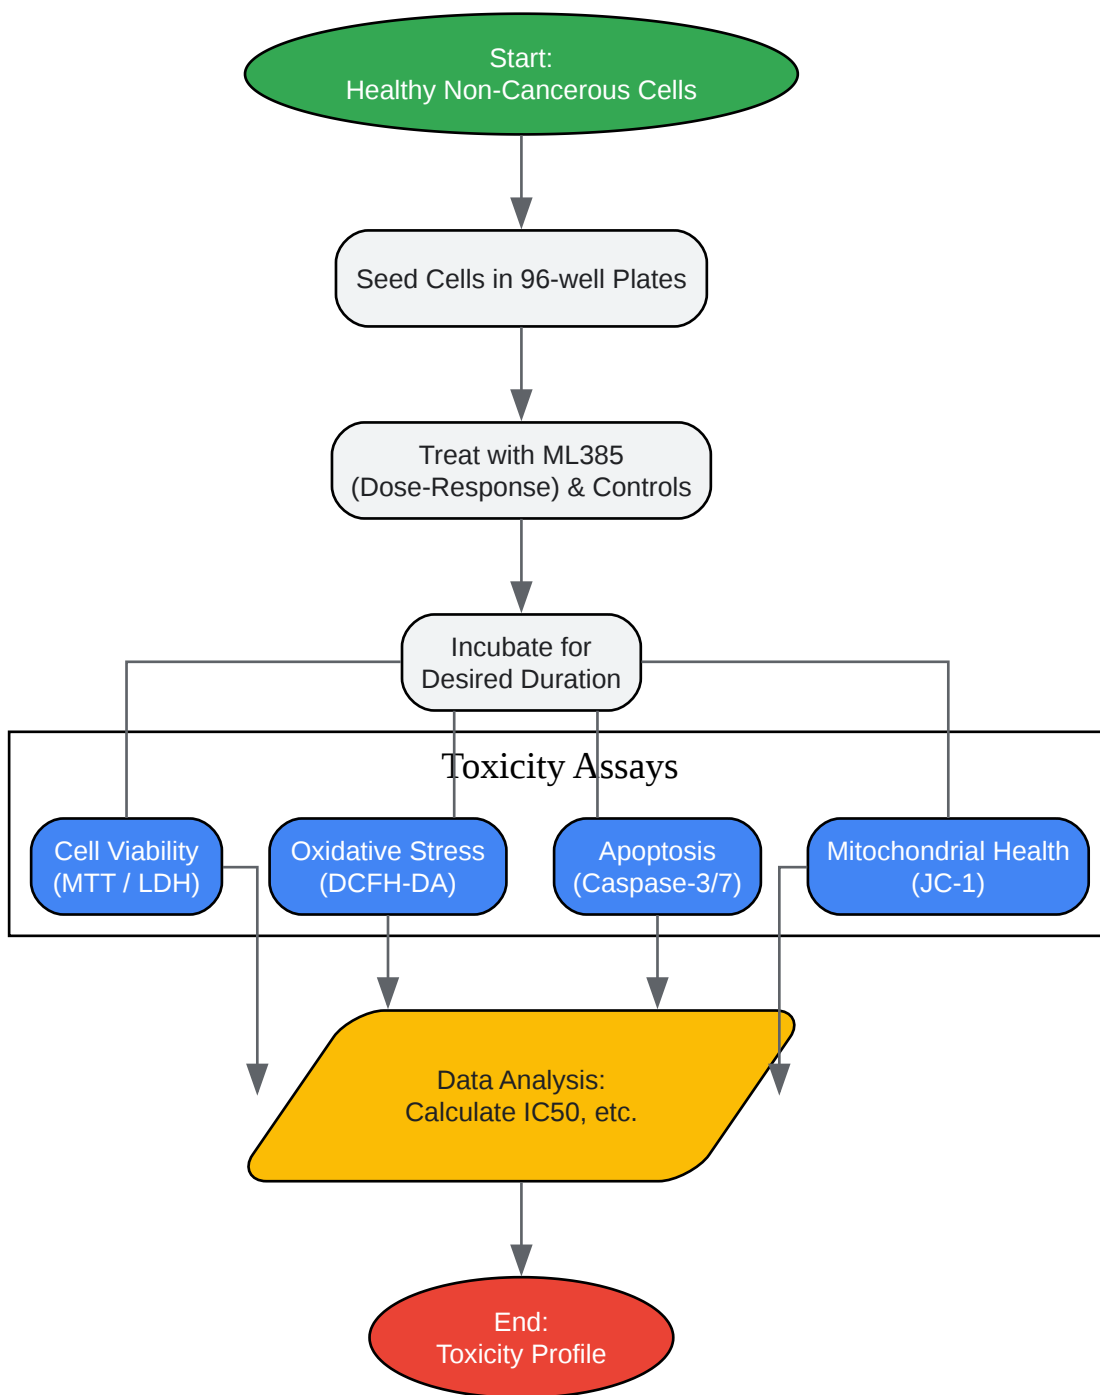 Start:
Healthy Non-Cancerous Cells
Seed Cells in 96-well Plates
Treat with ML385
(Dose-Response) & Controls
Incubate for
Desired Duration
Toxicity Assays
Cell Viability
(MTT / LDH)
Oxidative Stress
(DCFH-DA)
Apoptosis
(Caspase-3/7)
Mitochondrial Health
(JC-1)
Data Analysis:
Calculate IC50, etc.
End:
Toxicity Profile